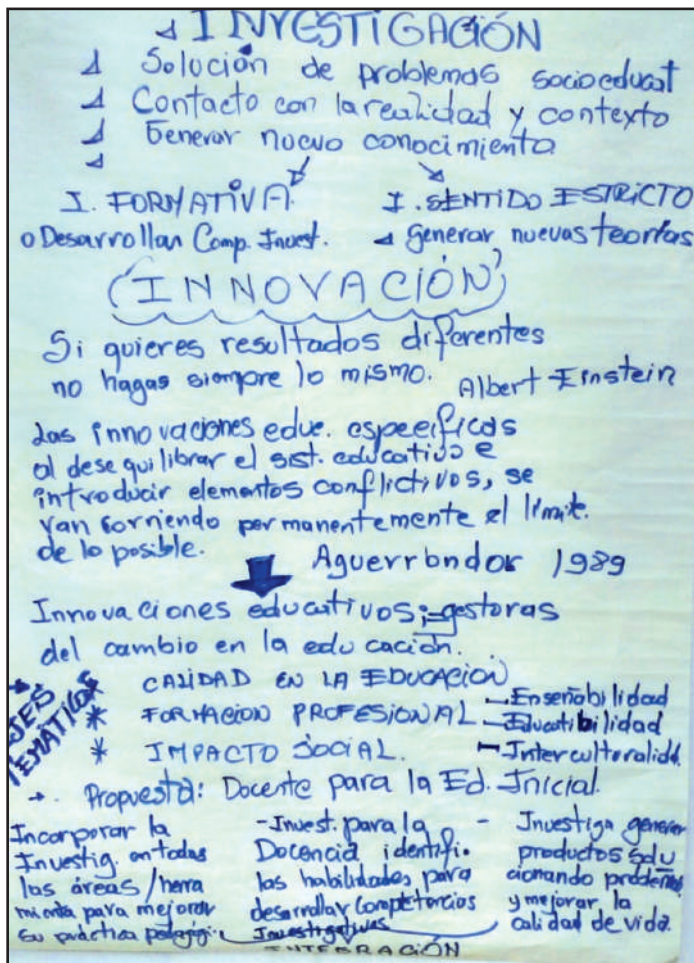 INVESTIGACIÓN
Solución de problemas socioeducat
Contacto con la realidad y contexto
Generar nuevo conocimiento
I. FORMATIVA
I. SENTIDO ESTRICTO
o Desarrollan Comp. Invest.
generar nuevas teorías
INNOVACIÓN
Si quieres resultados diferentes
no hagas siempre lo mismo.
Albert Einstein
Las innovaciones educ. especificas
al desequilibrar el sist. educativo e
introducir elementos conflictivos, se
van corriendo permanentemente el límite.
de lo posible.
Aguerrondor 1989
Innovaciones educativos; gestoras
del cambio en la educación.
EJES
TEMÁTICOS
* CALIDAD EN LA EDUCACIÓN
* FORMACION PROFESIONAL
* IMPACTO SOCIAL.
- Enseñabilidad
- Educatibilidad
- Interculturalidd.
Propuesta: Docente para la Ed. Inicial.
Incorporar la
Investig. en todas
las áreas / herra
mienta para mejorar
su práctica pedagógi.
- Invest. para la
Docencia identifi.
las habilidades para
desarrollar competencias
Investigativas
- Investiga generar
productos solu
cionando problemas
y mejorar la
calidad de vida.
INTEGRACIÓN